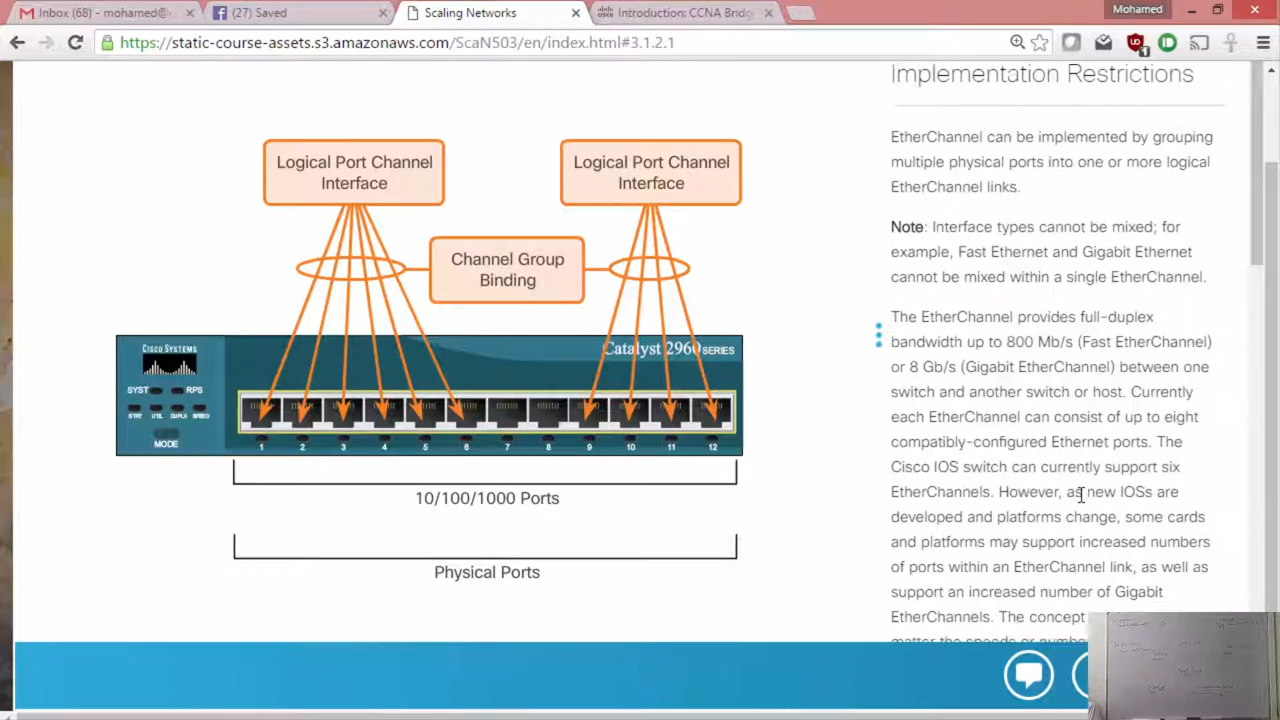 Inbox (68) - mohamed@
(27) Saved
Scaling Networks
Introduction: CCNA Bridg
Mohamed
https://static-course-assets.s3.amazonaws.com/ScaN503/en/index.html#3.1.2.1
Logical Port Channel
Interface
Logical Port Channel
Interface
Channel Group
Binding
CISCO SYSTEMS
SYST
RPS
STRT
UTIL
DUPLX
SPEED
MODE
Catalyst 2960 SERIES
1 2 3 4 5 6 7 8 9 10 11 12
10/100/1000 Ports
Physical Ports
Implementation Restrictions
EtherChannel can be implemented by grouping
multiple physical ports into one or more logical
EtherChannel links.
Note: Interface types cannot be mixed; for
example, Fast Ethernet and Gigabit Ethernet
cannot be mixed within a single EtherChannel.
The EtherChannel provides full-duplex
bandwidth up to 800 Mb/s (Fast EtherChannel)
or 8 Gb/s (Gigabit EtherChannel) between one
switch and another switch or host. Currently
each EtherChannel can consist of up to eight
compatibly-configured Ethernet ports. The
Cisco IOS switch can currently support six
EtherChannels. However, as new IOSs are
developed and platforms change, some cards
and platforms may support increased numbers
of ports within an EtherChannel link, as well as
support an increased number of Gigabit
EtherChannels. The concept
matter the speeds or numb